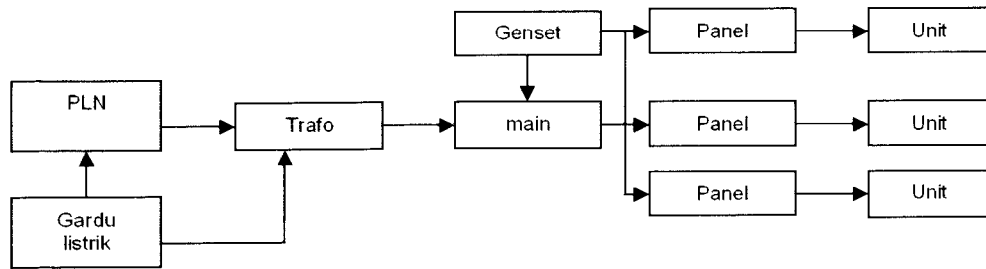 Genset
Panel
Unit
PLN
Trafo
main
Panel
Unit
Gardu
listrik
Panel
Unit